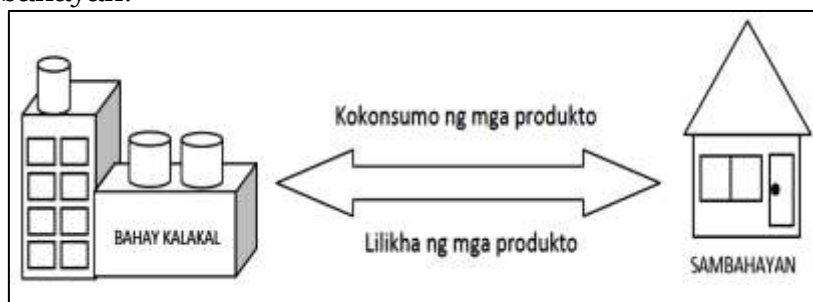 Kokonsumo ng mga produkto
BAHAY KALAKAL
Lilikha ng mga produkto
SAMBAHAYAN